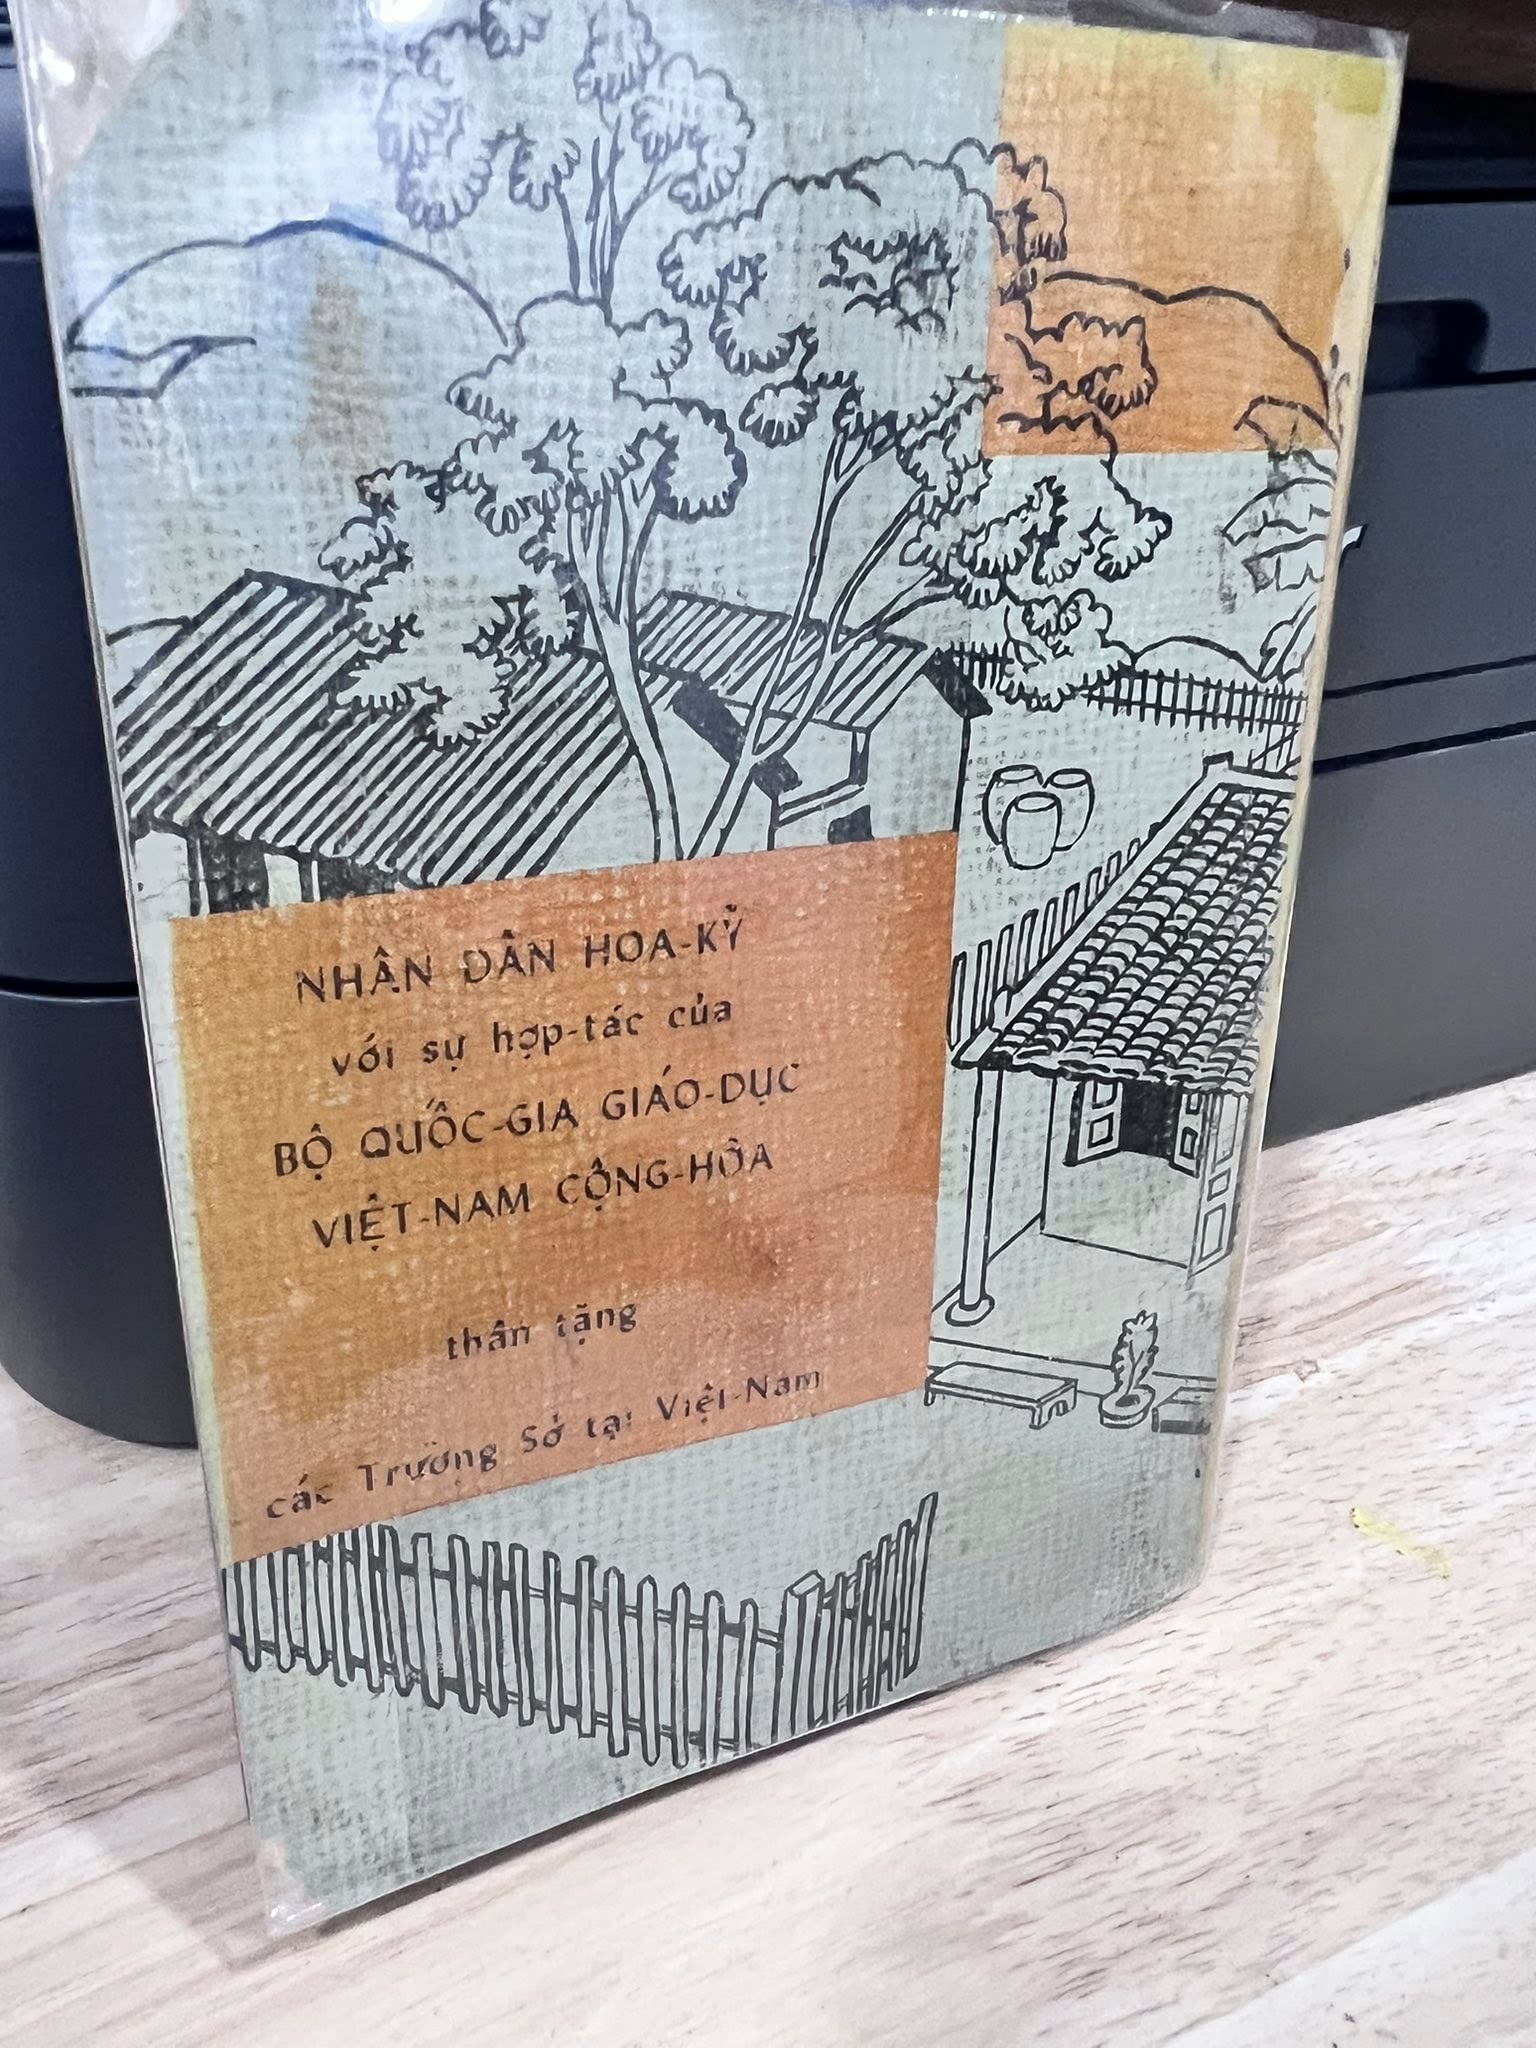 NHÂN DÂN HOA-KỲ
với sự hợp-tác của
BỘ QUỐC-GIA GIÁO-DỤC
VIỆT-NAM CỘNG-HÒA
thân tặng
các Trường Sở tại Việt-Nam